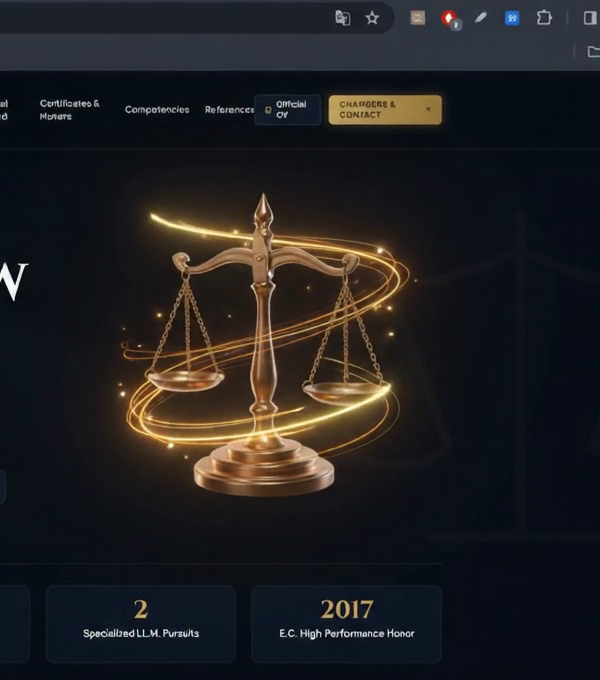 Certificates &
Honors
Competencies
References
Official
CV
CHAMBERS &
CONTACT
W
2
Specialized LL.M. Pursuits
2017
E.C. High Performance Honor